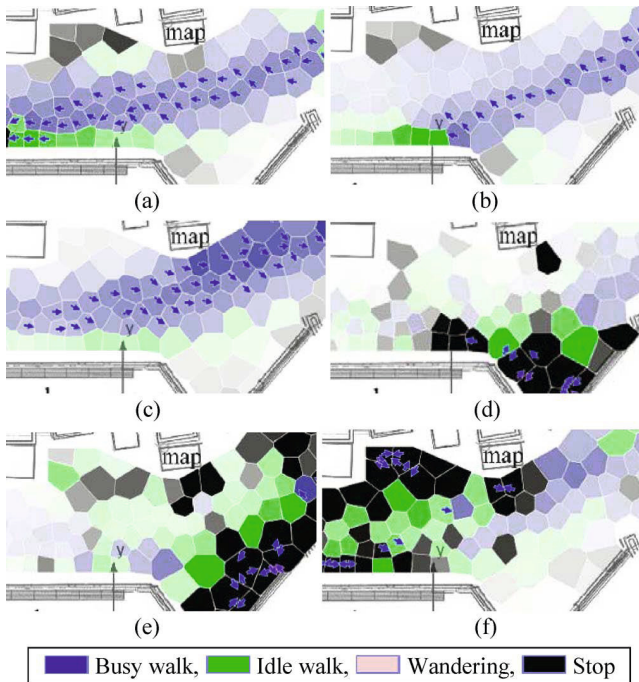 map
y
(a)
map
y
(b)
map
y
(c)
map
(d)
map
y
(e)
map
y
(f)
Busy walk, Idle walk, Wandering, Stop